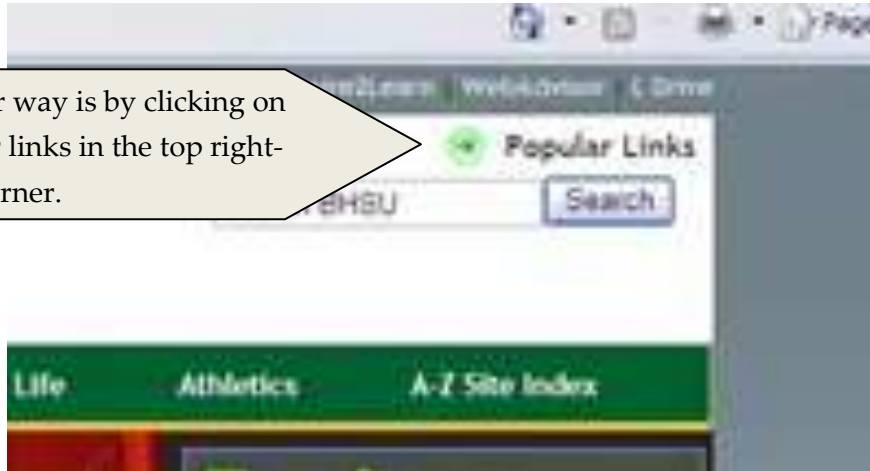 Page
WebAdvisor
r way is by clicking on
links in the top right-
rner.
Popular Links
BHSU
Search
Life Athletics A-Z Site Index